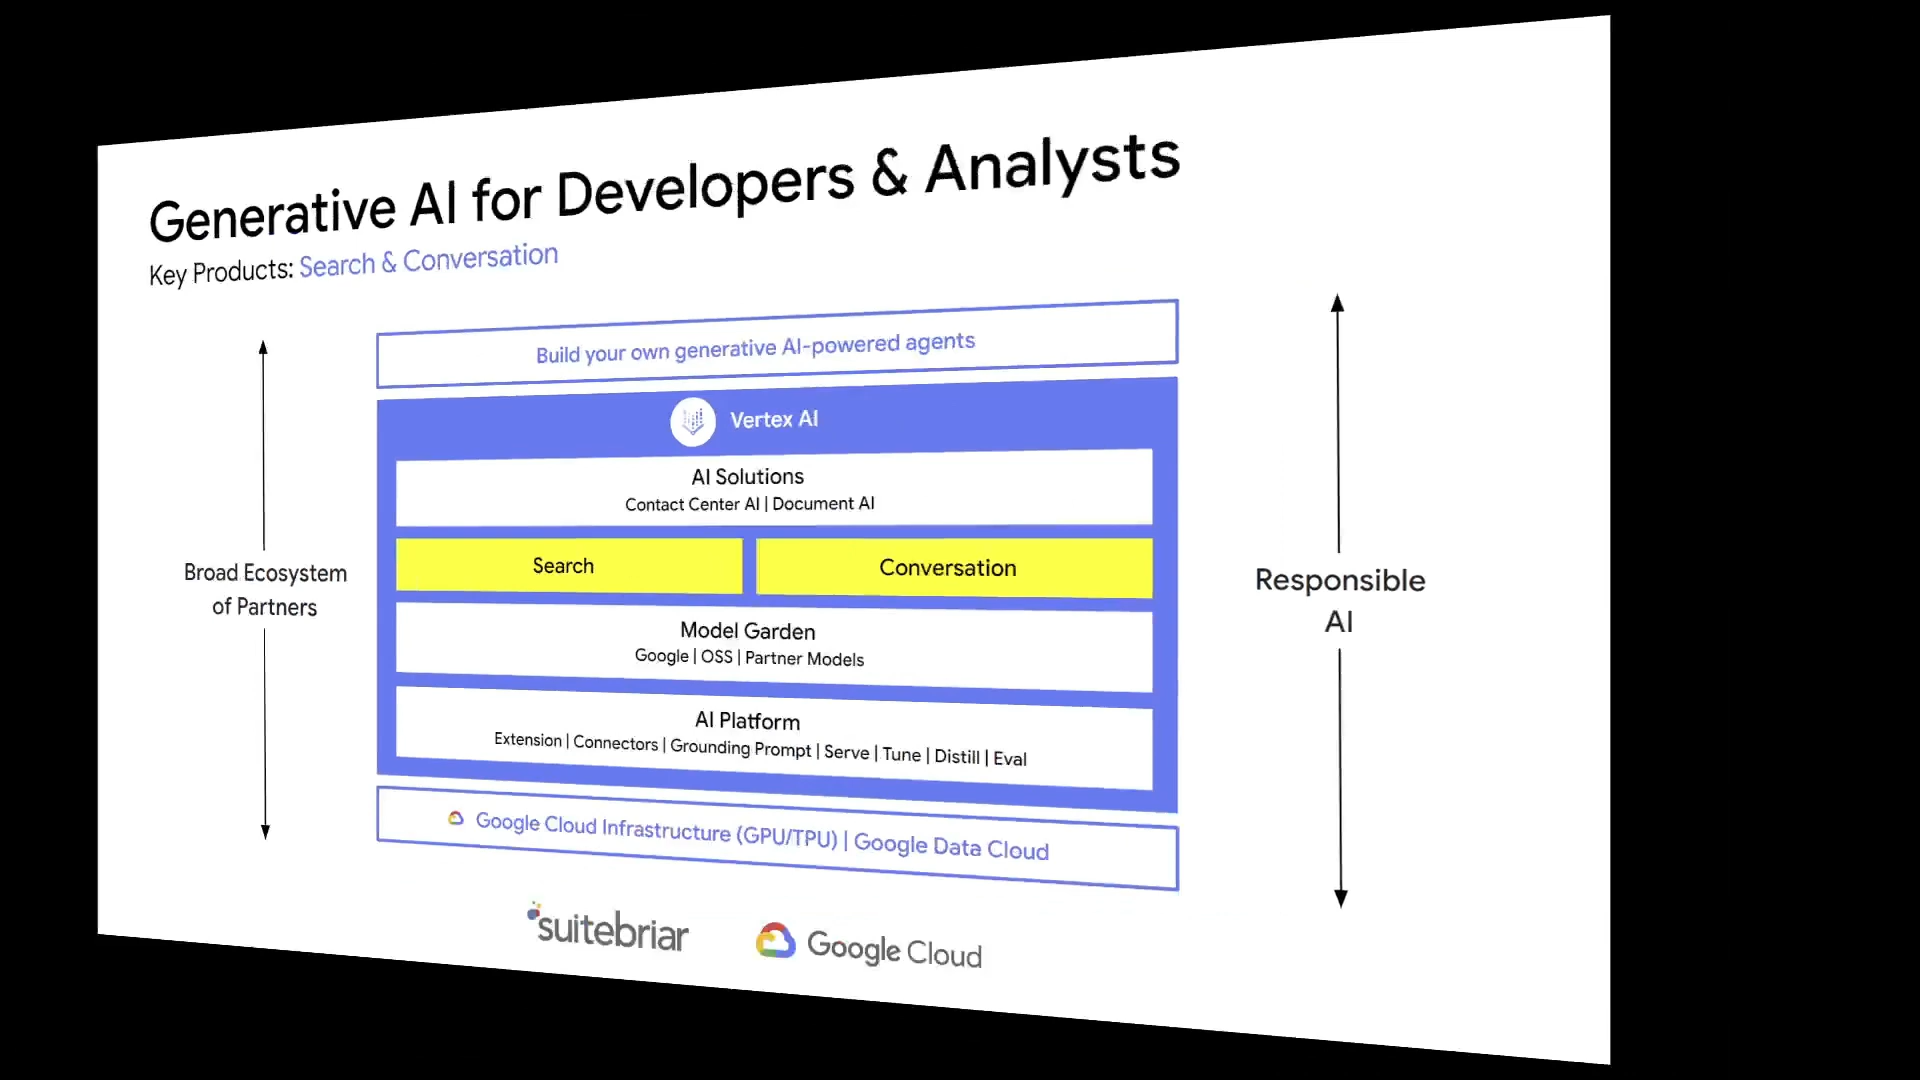 Generative AI for Developers & Analysts
Key Products: Search & Conversation
Build your own generative AI-powered agents
Vertex AI
AI Solutions
Contact Center AI | Document AI
Search
Conversation
Model Garden
Google | OSS | Partner Models
AI Platform
Extension | Connectors | Grounding Prompt | Serve | Tune | Distill | Eval
Google Cloud Infrastructure (GPU/TPU) | Google Data Cloud
Broad Ecosystem
of Partners
Responsible
AI
suitebriar
Google Cloud